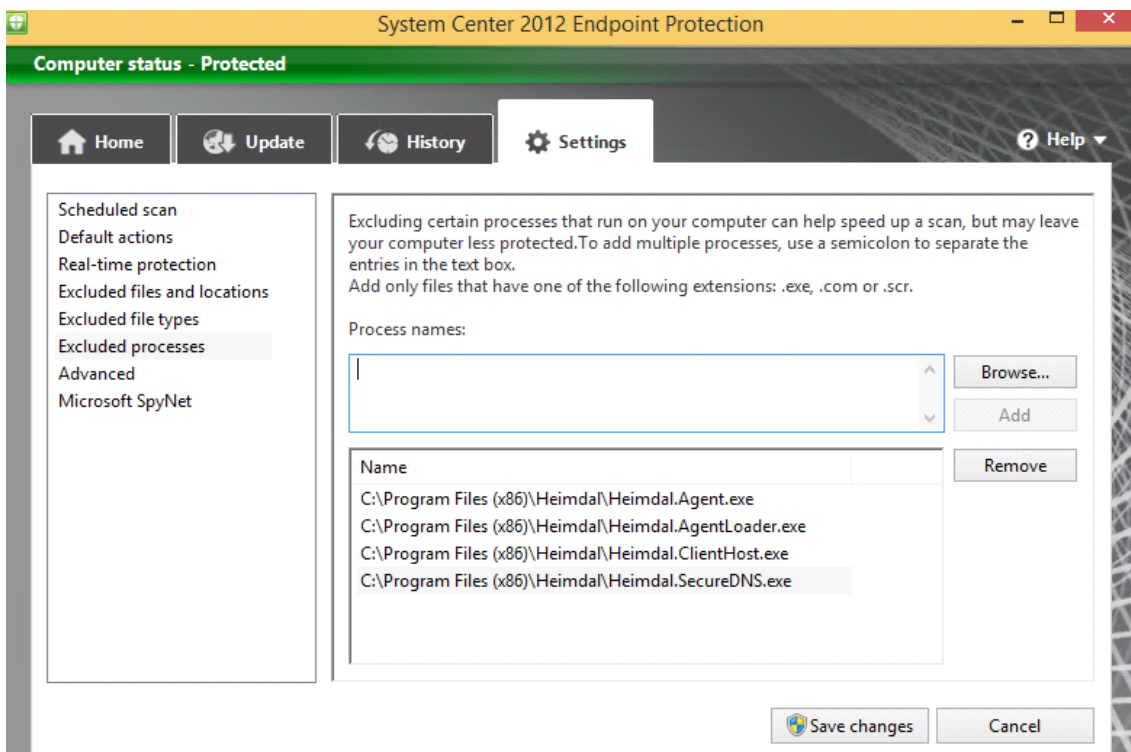 System Center 2012 Endpoint Protection
Computer status - Protected
Home
Update
History
Settings
Help
Scheduled scan
Default actions
Real-time protection
Excluded files and locations
Excluded file types
Excluded processes
Advanced
Microsoft SpyNet
Excluding certain processes that run on your computer can help speed up a scan, but may leave
your computer less protected.To add multiple processes, use a semicolon to separate the
entries in the text box.
Add only files that have one of the following extensions: .exe, .com or .scr.
Process names:
Browse...
Add
Name
Remove
C:\Program Files (x86)\Heimdal\Heimdal.Agent.exe
C:\Program Files (x86)\Heimdal\Heimdal.AgentLoader.exe
C:\Program Files (x86)\Heimdal\Heimdal.ClientHost.exe
C:\Program Files (x86)\Heimdal\Heimdal.SecureDNS.exe
Save changes
Cancel